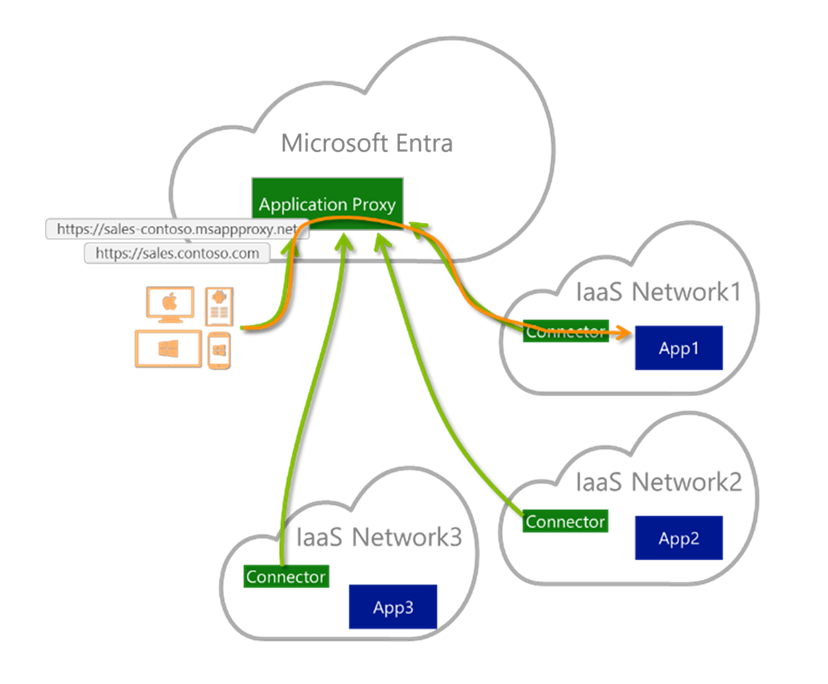 Microsoft Entra
Application Proxy
https://sales-contoso.msappproxy.net
https://sales.contoso.com
IaaS Network1
Connector
App1
IaaS Network2
Connector
App2
IaaS Network3
Connector
App3